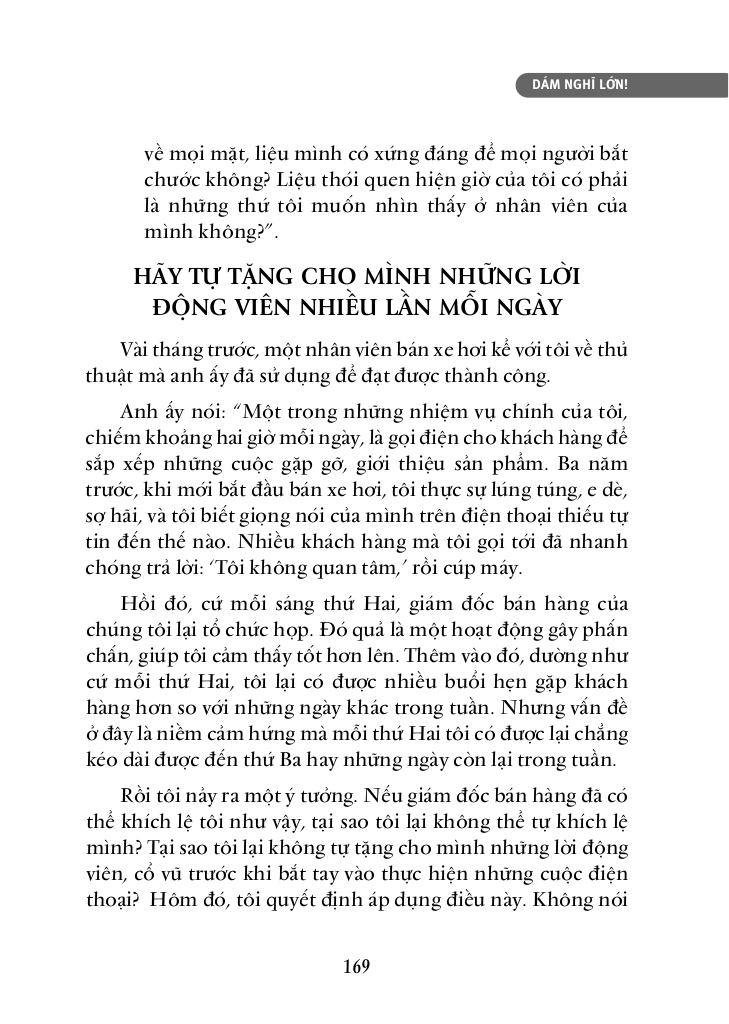 DÁM NGHĨ LỚN!
về mọi mặt, liệu mình có xứng đáng để mọi người bắt
chước không? Liệu thói quen hiện giờ của tôi có phải
là những thứ tôi muốn nhìn thấy ở nhân viên của
mình không?”.
HÃY TỰ TẶNG CHO MÌNH NHỮNG LỜI
ĐỘNG VIÊN NHIỀU LẦN MỖI NGÀY
Vài tháng trước, một nhân viên bán xe hơi kể với tôi về thủ
thuật mà anh ấy đã sử dụng để đạt được thành công.
Anh ấy nói: “Một trong những nhiệm vụ chính của tôi,
chiếm khoảng hai giờ mỗi ngày, là gọi điện cho khách hàng để
sắp xếp những cuộc gặp gỡ, giới thiệu sản phẩm. Ba năm
trước, khi mới bắt đầu bán xe hơi, tôi thực sự lúng túng, e dè,
sợ hãi, và tôi biết giọng nói của mình trên điện thoại thiếu tự
tin đến thế nào. Nhiều khách hàng mà tôi gọi tới đã nhanh
chóng trả lời: ‘Tôi không quan tâm,’ rồi cúp máy.
Hồi đó, cứ mỗi sáng thứ Hai, giám đốc bán hàng của
chúng tôi lại tổ chức họp. Đó quả là một hoạt động gây phấn
chấn, giúp tôi cảm thấy tốt hơn lên. Thêm vào đó, dường như
cứ mỗi thứ Hai, tôi lại có được nhiều buổi hẹn gặp khách
hàng hơn so với những ngày khác trong tuần. Nhưng vấn đề
ở đây là niềm cảm hứng mà mỗi thứ Hai tôi có được lại chẳng
kéo dài được đến thứ Ba hay những ngày còn lại trong tuần.
Rồi tôi nảy ra một ý tưởng. Nếu giám đốc bán hàng đã có
thể khích lệ tôi như vậy, tại sao tôi lại không thể tự khích lệ
mình? Tại sao tôi lại không tự tặng cho mình những lời động
viên, cổ vũ trước khi bắt tay vào thực hiện những cuộc điện
thoại? Hôm đó, tôi quyết định áp dụng điều này. Không nói
169